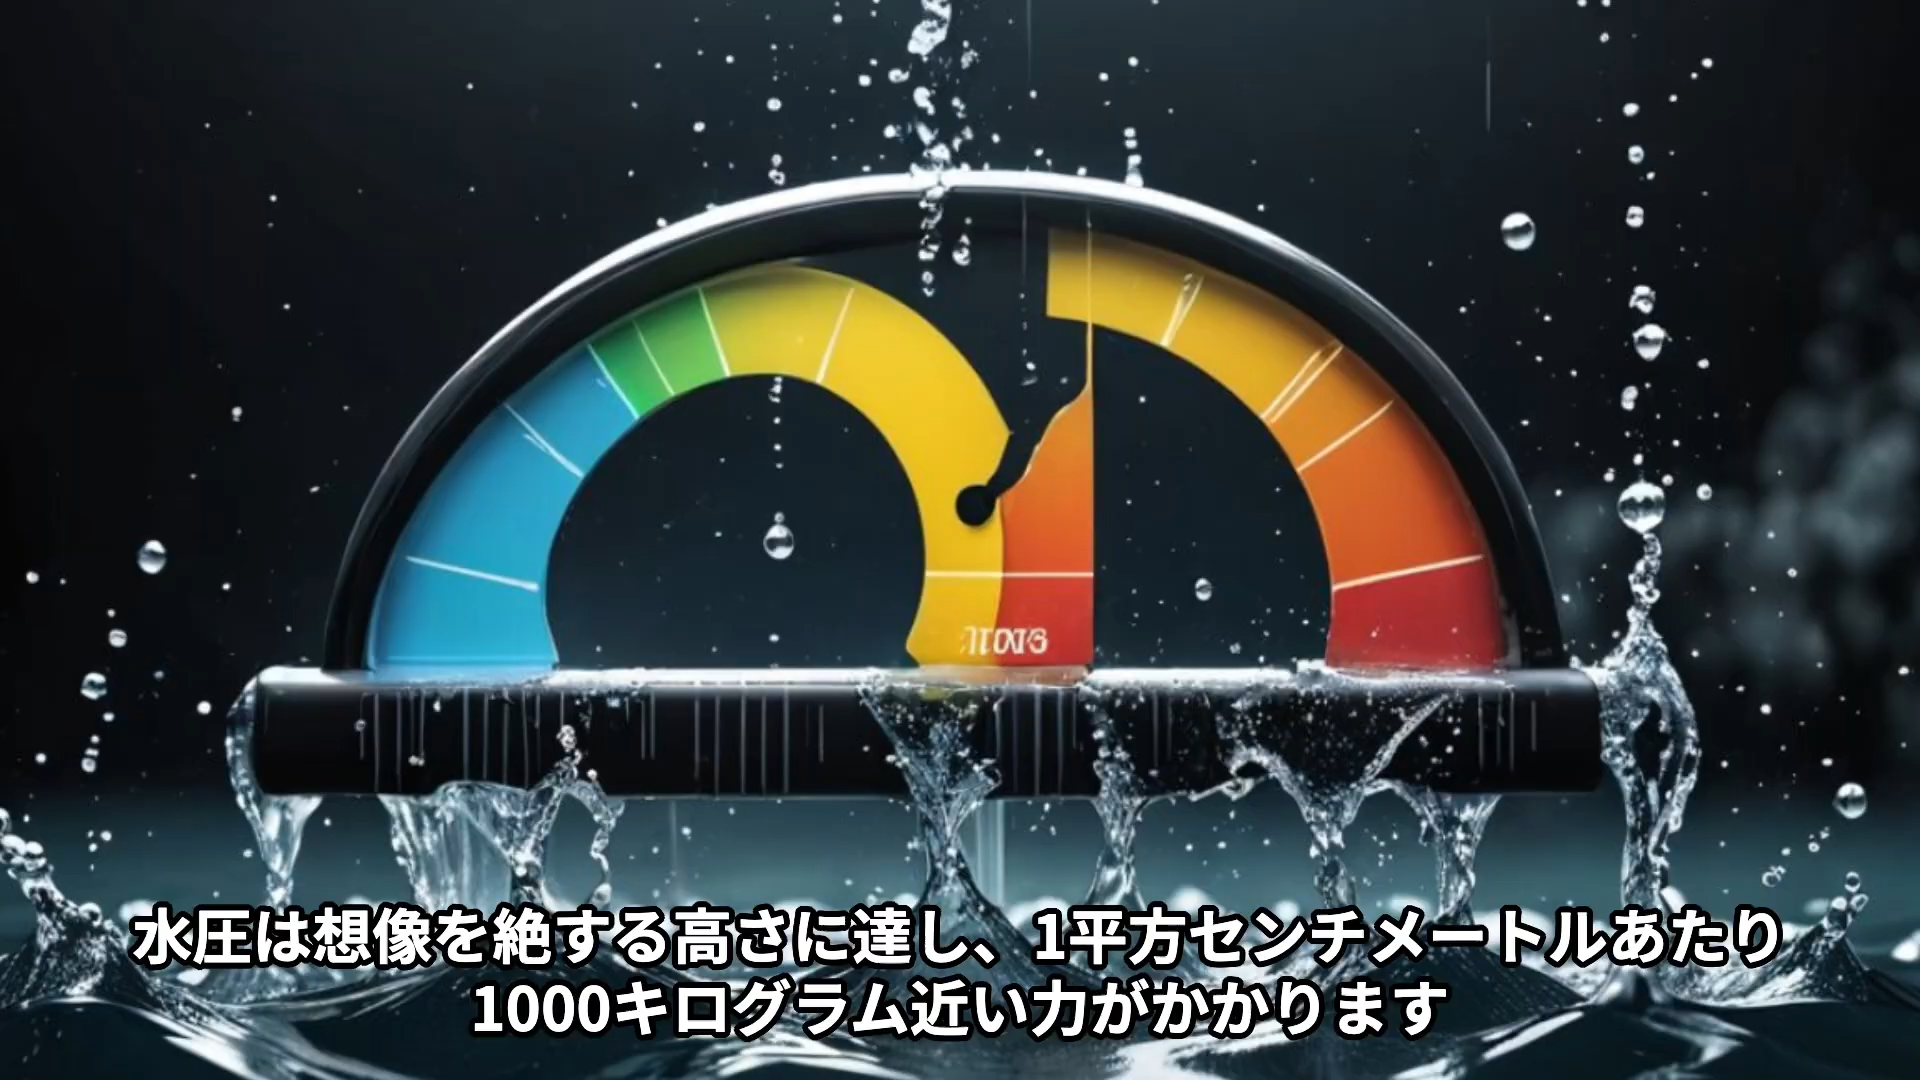 水圧は想像を絶する高さに達し、1平方センチメートルあたり
1000キログラム近い力がかかります